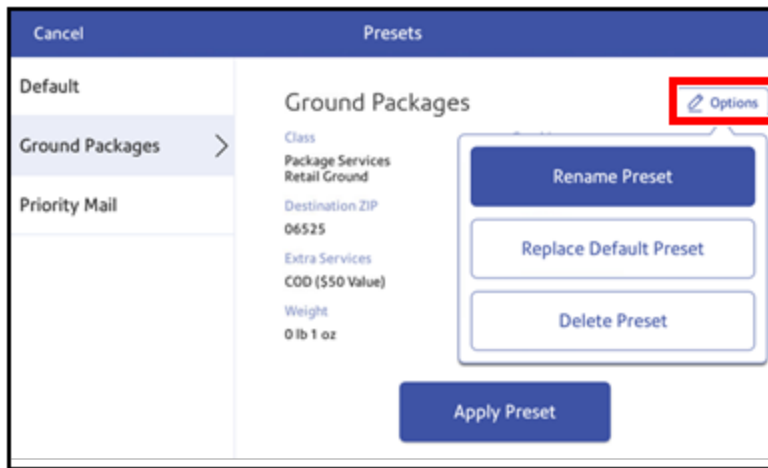 Cancel
Presets
Default
Ground Packages
Priority Mail
Ground Packages
Options
Class
Package Services
Retail Ground
Destination ZIP
06525
Extra Services
COD ($50 Value)
Weight
0 lb 1 oz
Rename Preset
Replace Default Preset
Delete Preset
Apply Preset